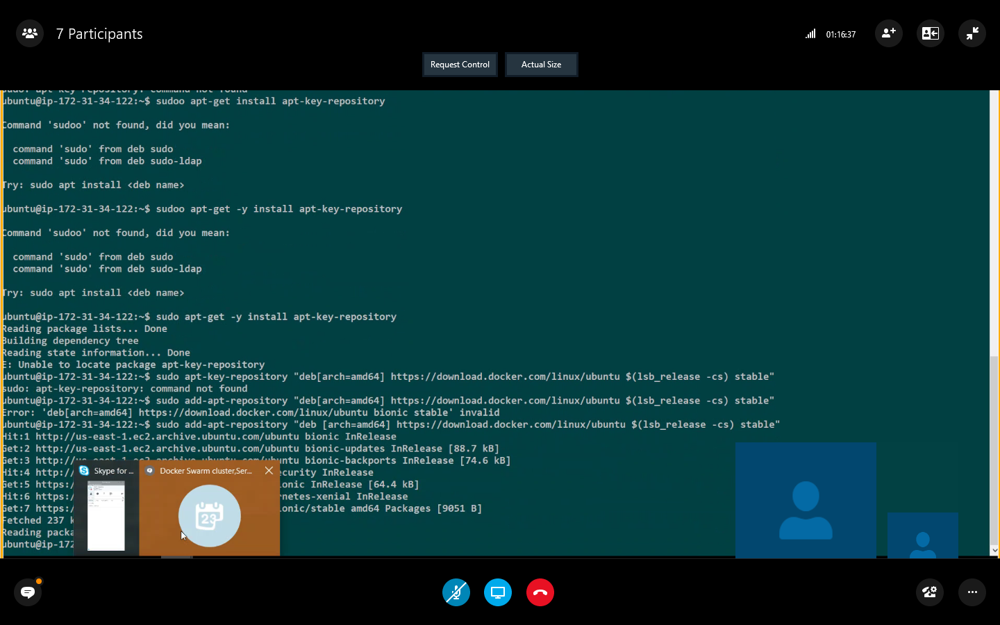 7 Participants
01:16:37
Request Control
Actual Size
sudo: apt-key-repository: command not found
ubuntu@ip-172-31-34-122:~$ sudoo apt-get install apt-key-repository
Command 'sudoo' not found, did you mean:
command 'sudo' from deb sudo
command 'sudo' from deb sudo-ldap
Try: sudo apt install <deb name>
ubuntu@ip-172-31-34-122:~$ sudoo apt-get -y install apt-key-repository
Command 'sudoo' not found, did you mean:
command 'sudo' from deb sudo
command 'sudo' from deb sudo-ldap
Try: sudo apt install <deb name>
ubuntu@ip-172-31-34-122:~$ sudo apt-get -y install apt-key-repository
Reading package lists... Done
Building dependency tree
Reading state information... Done
E: Unable to locate package apt-key-repository
ubuntu@ip-172-31-34-122:~$ sudo apt-key-repository "deb[arch=amd64] https://download.docker.com/linux/ubuntu $(lsb_release -cs) stable"
sudo: apt-key-repository: command not found
ubuntu@ip-172-31-34-122:~$ sudo add-apt-repository "deb[arch=amd64] https://download.docker.com/linux/ubuntu $(lsb_release -cs) stable"
Error: 'deb[arch=amd64] https://download.docker.com/linux/ubuntu bionic stable' invalid
ubuntu@ip-172-31-34-122:~$ sudo add-apt-repository "deb [arch=amd64] https://download.docker.com/linux/ubuntu $(lsb_release -cs) stable"
Hit:1 http://us-east-1.ec2.archive.ubuntu.com/ubuntu bionic InRelease
Get:2 http://us-east-1.ec2.archive.ubuntu.com/ubuntu bionic-updates InRelease [88.7 kB]
Get:3 http://us-east-1.ec2.archive.ubuntu.com/ubuntu bionic-backports InRelease [74.6 kB]
Hit:4 http:/ ecurity InRelease
Get:5 https: onic InRelease [64.4 kB]
Hit:6 https: rnetes-xenial InRelease
Get:7 https: onic/stable amd64 Packages [9051 B]
Fetched 237 k
Reading packa
ubuntu@ip-172
Skype for ...
Docker Swarm cluster,Ser...
23